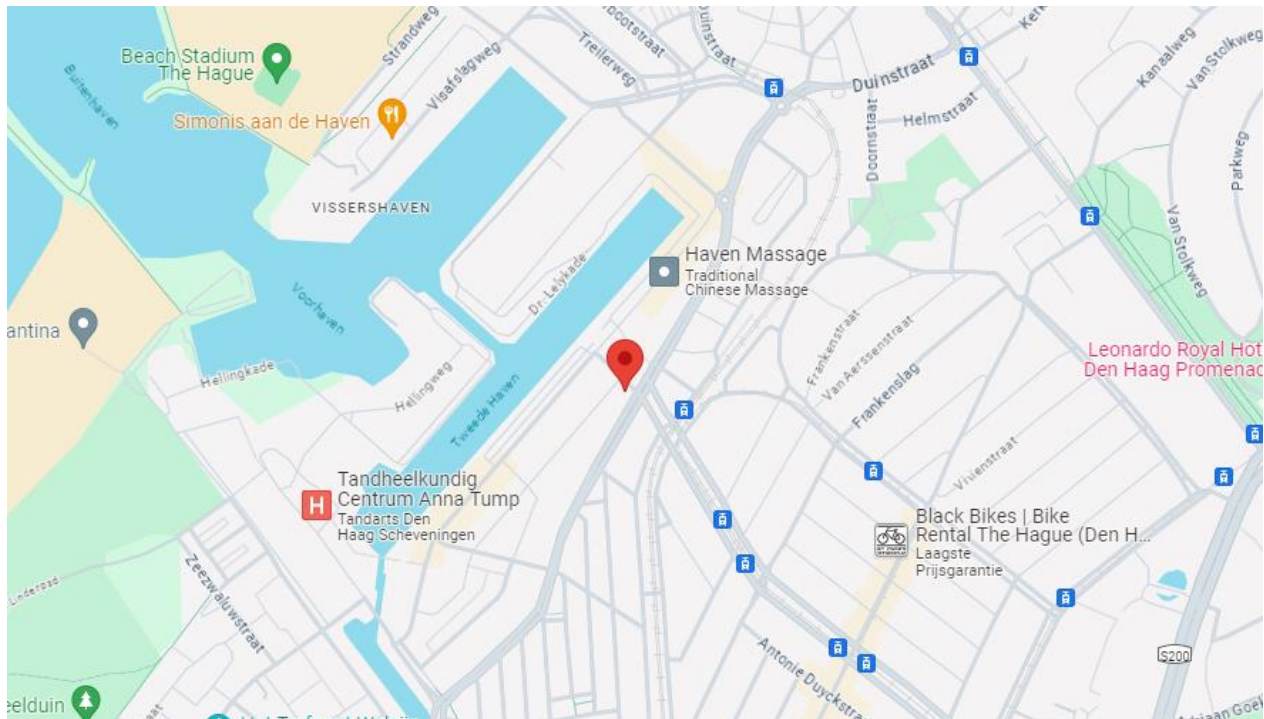 Beach Stadium
The Hague
Strandweg
Visafslagweg
Treilerweg
Duinstraat
Duinstraat
Kanaalweg
Van Stolkweg
Helmstraat
Doornstraat
Parkweg
Buitenhaven
Simonis aan de Haven
VISSERSHAVEN
Van Stolkweg
Haven Massage
Traditional
Chinese Massage
Dr. Lelykade
Voorhaven
antina
Hellingkade
Hellingweg
Tweede Haven
Frankenstraat
Van Aerssenstraat
Frankenslag
Leonardo Royal Hot
Den Haag Promenad
Vivienstraat
H
Tandheelkundig
Centrum Anna Tump
Tandarts Den
Haag Scheveningen
Black Bikes | Bike
Rental The Hague (Den H...
Laagste
Prijsgarantie
Zeezwaluwstraat
Antonie Duyckstra
S200
eelduin